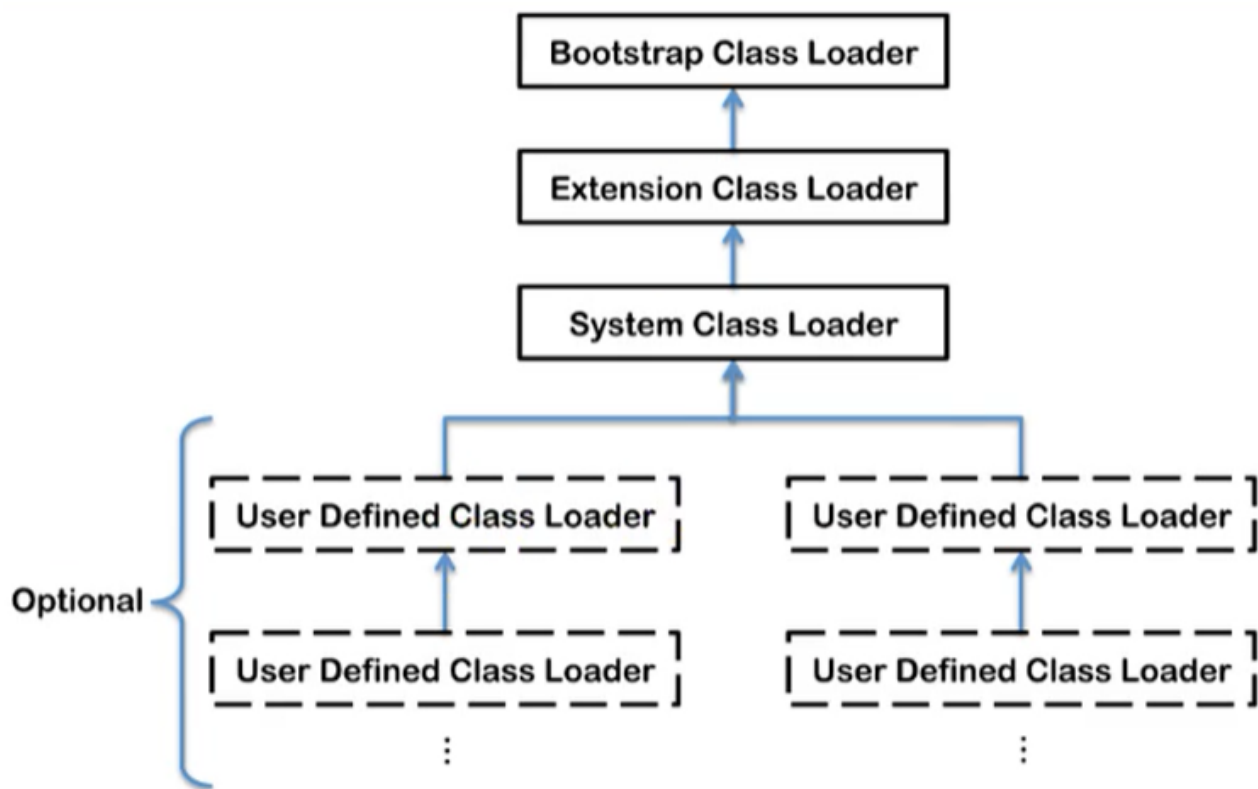 Bootstrap Class Loader
Extension Class Loader
System Class Loader
User Defined Class Loader
User Defined Class Loader
Optional
User Defined Class Loader
User Defined Class Loader
⋮
⋮